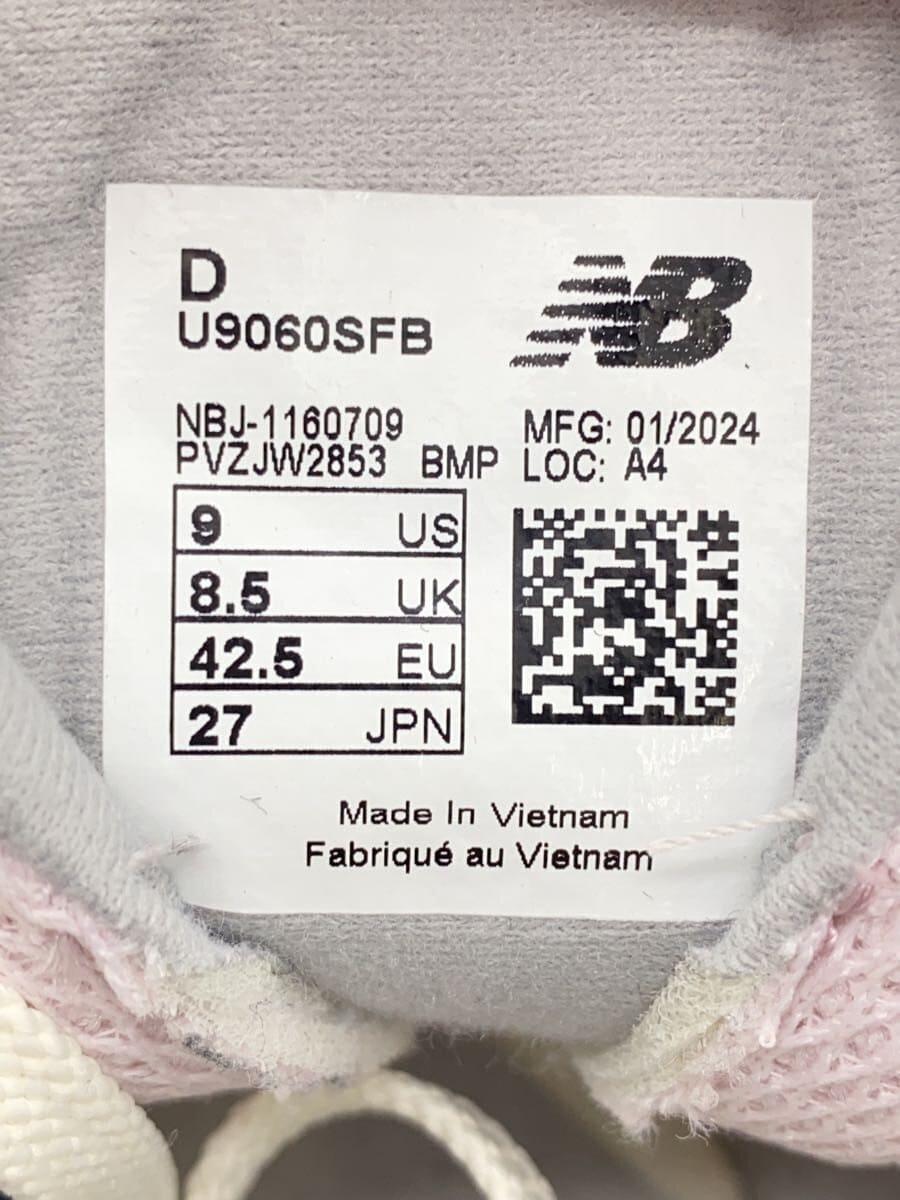 D
NB
U9060SFB
NBJ-1160709 MFG: 01/2024
PVZJW2853 BMP LOC: A4
9 US
8.5 UK
42.5 EU
27 JPN
Made In Vietnam
Fabriqué au Vietnam